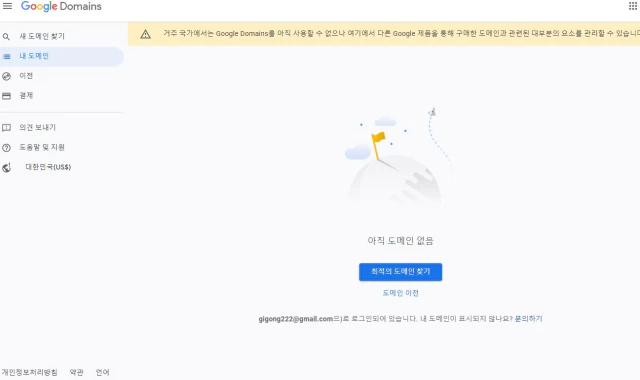 Google Domains
새 도메인 찾기
내 도메인
이전
결제
의견 보내기
도움말 및 지원
대한민국(US$)
거주 국가에서는 Google Domains를 아직 사용할 수 없으나 여기에서 다른 Google 제품을 통해 구매한 도메인과 관련된 대부분의 요소를 관리할 수 있습니다
아직 도메인 없음
최적의 도메인 찾기
도메인 이전
gigong222@gmail.com으)로 로그인되어 있습니다. 내 도메인이 표시되지 않나요? 문의하기
개인정보처리방침 약관 언어